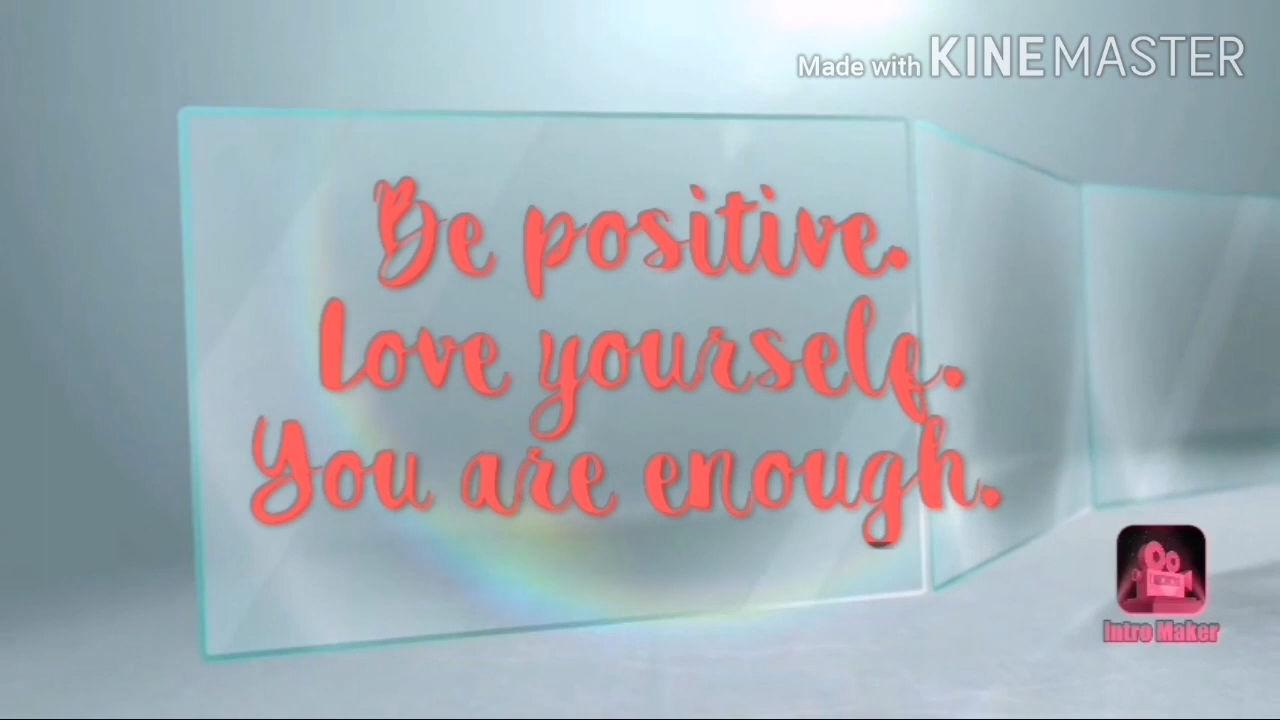 Made with KINEMASTER
Be positive.
Love yourself.
You are enough.
Intro Maker